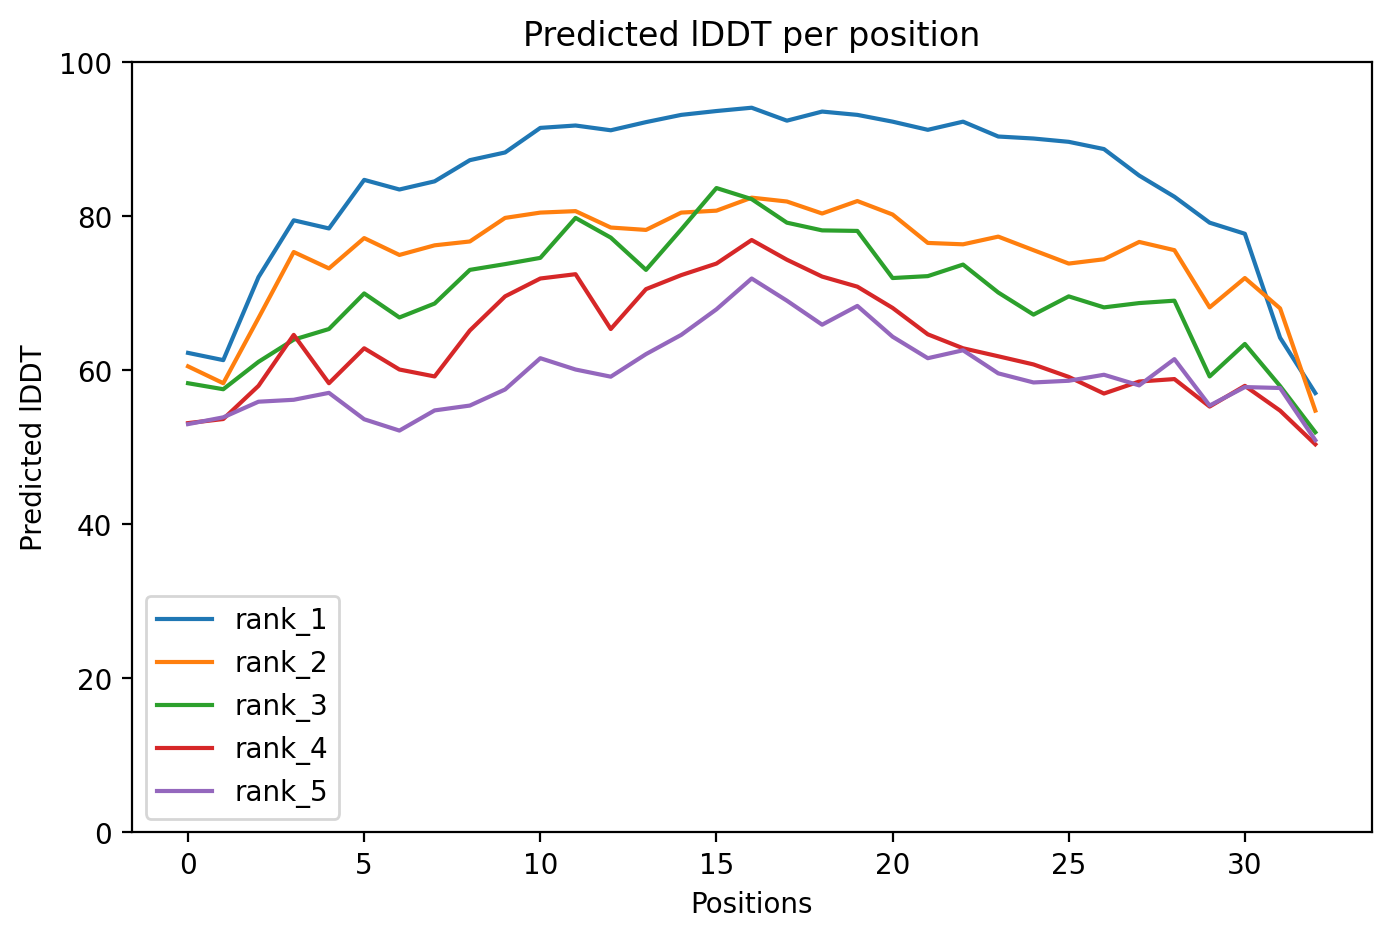 Predicted lDDT per position
100
80
60
40
20
0
Predicted lDDT
rank_1
rank_2
rank_3
rank_4
rank_5
0 5 10 15 20 25 30
Positions